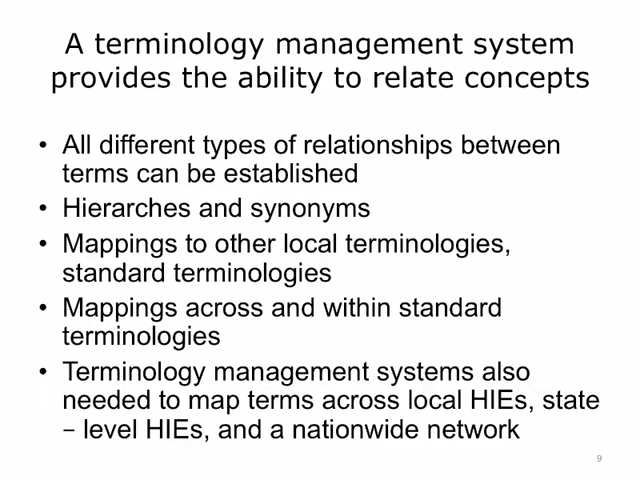 A terminology management system
provides the ability to relate concepts
• All different types of relationships between
terms can be established
• Hierarches and synonyms
• Mappings to other local terminologies,
standard terminologies
• Mappings across and within standard
terminologies
• Terminology management systems also
needed to map terms across local HIEs, state
– level HIEs, and a nationwide network
9